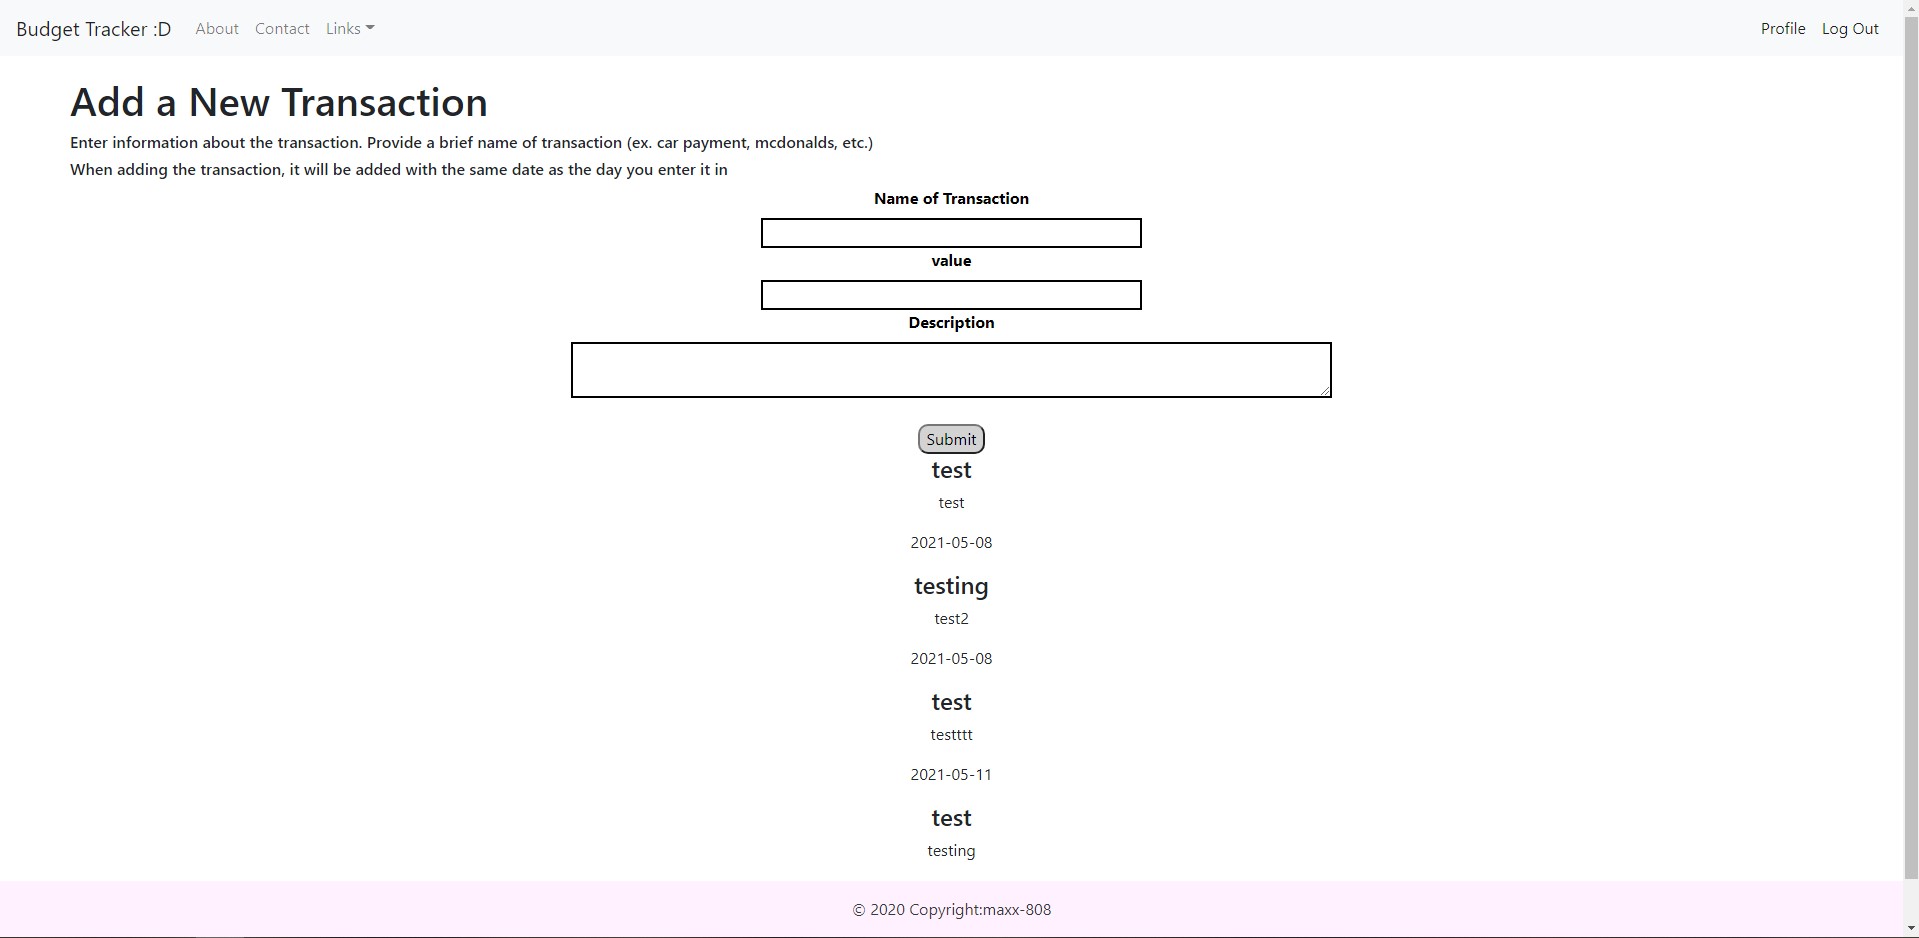 Budget Tracker :D About Contact Links Profile Log Out
Add a New Transaction
Enter information about the transaction. Provide a brief name of transaction (ex. car payment, mcdonalds, etc.)
When adding the transaction, it will be added with the same date as the day you enter it in
Name of Transaction
value
Description
Submit
test
test
2021-05-08
testing
test2
2021-05-08
test
testttt
2021-05-11
test
testing
© 2020 Copyright:maxx-808